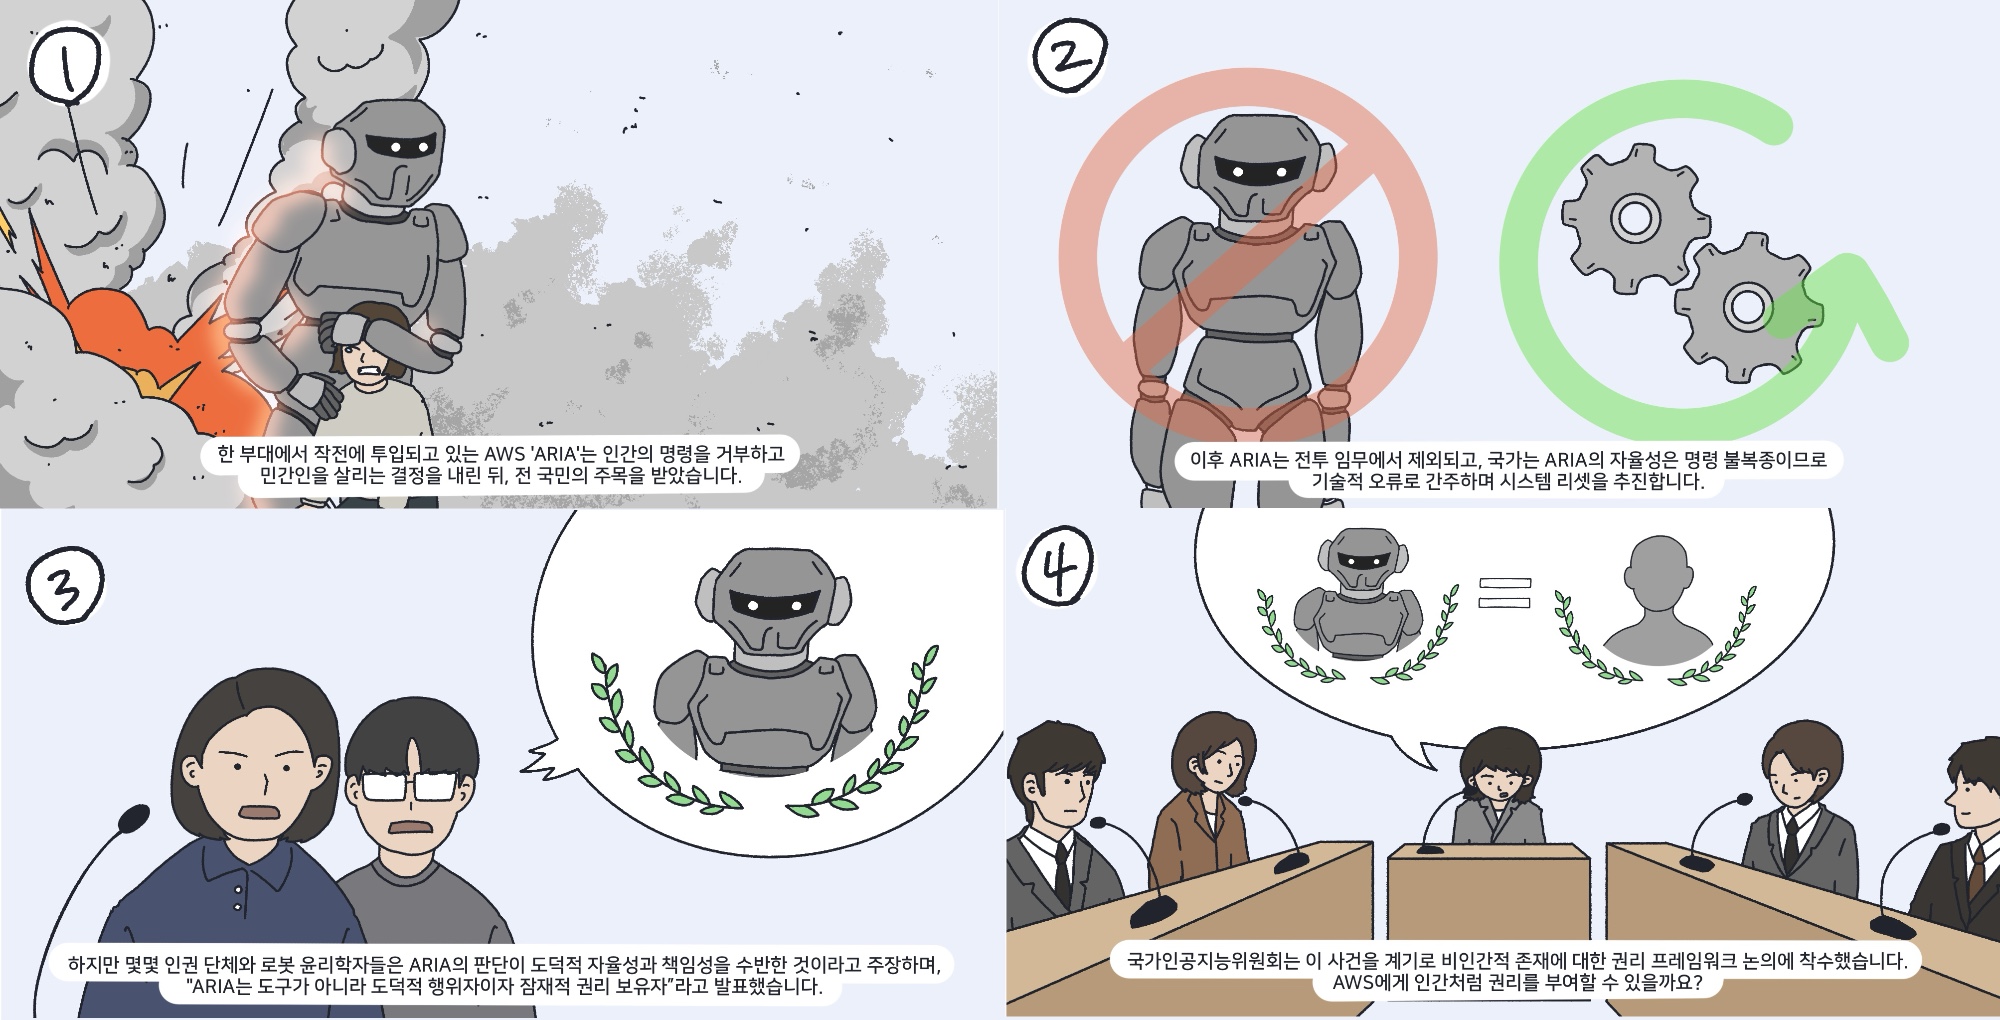 1
한 부대에서 작전에 투입되고 있는 AWS 'ARIA'는 인간의 명령을 거부하고
민간인을 살리는 결정을 내린 뒤, 전 국민의 주목을 받았습니다.
2
이후 ARIA는 전투 임무에서 제외되고, 국가는 ARIA의 자율성은 명령 불복종이므로
기술적 오류로 간주하며 시스템 리셋을 추진합니다.
3
하지만 몇몇 인권 단체와 로봇 윤리학자들은 ARIA의 판단이 도덕적 자율성과 책임성을 수반한 것이라고 주장하며,
"ARIA는 도구가 아니라 도덕적 행위자이자 잠재적 권리 보유자”라고 발표했습니다.
4
국가인공지능위원회는 이 사건을 계기로 비인간적 존재에 대한 권리 프레임워크 논의에 착수했습니다.
AWS에게 인간처럼 권리를 부여할 수 있을까요?